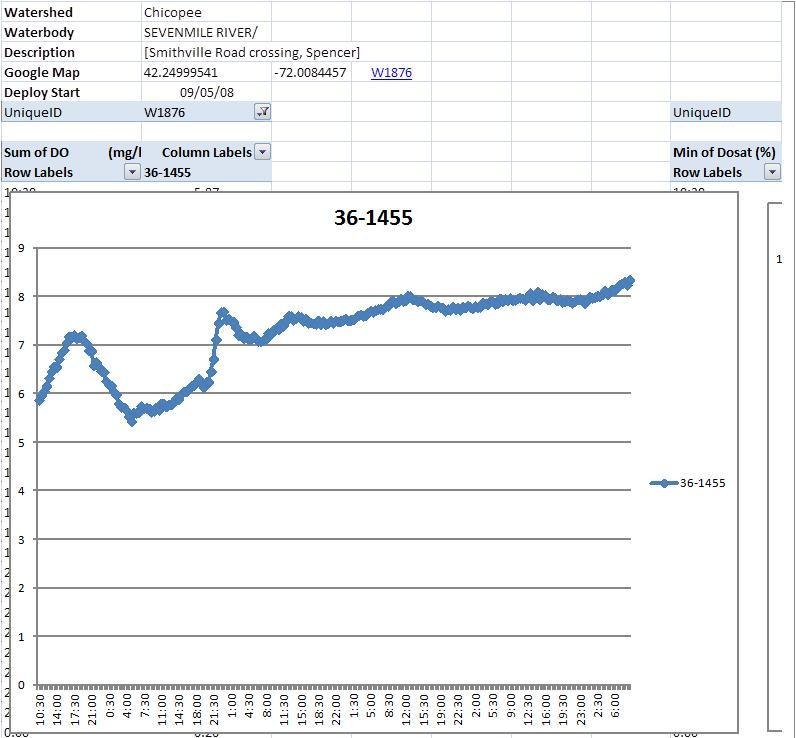 Watershed Chicopee
Waterbody SEVENMILE RIVER/
Description [Smithville Road crossing, Spencer]
Google Map 42.24999541 -72.0084457 W1876
Deploy Start 09/05/08
UniqueID W1876 UniqueID
Sum of DO (mg/l Column Labels Min of Dosat (%)
Row Labels 36-1455 Row Labels
36-1455
9
8
7
6
5
4
3
2
1
0
36-1455
10:30 14:00 17:30 21:00 0:30 4:00 7:30 11:00 14:30 18:00 21:30 1:00 4:30 8:00 11:30 15:00 18:30 22:00 1:30 5:00 8:30 12:00 15:30 19:00 22:30 2:00 5:30 9:00 12:30 16:00 19:30 23:00 2:30 6:00